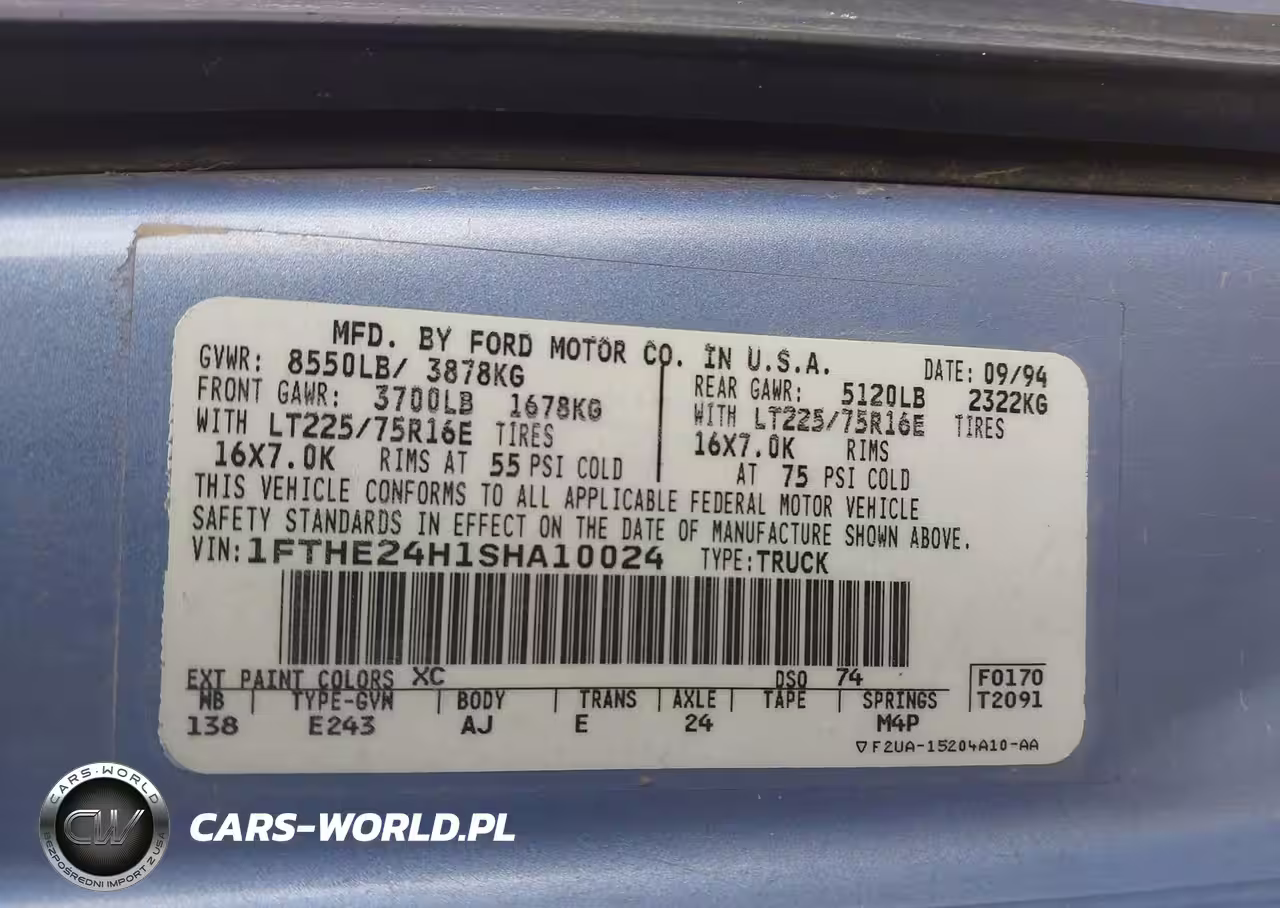 MFD. BY FORD MOTOR CO. IN U.S.A.
DATE: 09/94
GVWR: 8550LB/ 3878KG
FRONT GAWR: 3700LB 1678KG
WITH LT225/75R16E TIRES
16X7.0K RIMS AT 55 PSI COLD
REAR GAWR: 5120LB 2322KG
WITH LT225/75R16E TIRES
16X7.0K RIMS
AT 75 PSI COLD
THIS VEHICLE CONFORMS TO ALL APPLICABLE FEDERAL MOTOR VEHICLE
SAFETY STANDARDS IN EFFECT ON THE DATE OF MANUFACTURE SHOWN ABOVE.
VIN: 1FTHE24H1SHA10024 TYPE: TRUCK
EXT PAINT COLORS XC DSO 74
F0170
T2091
WB TYPE-GVW BODY TRANS AXLE TAPE SPRINGS
138 E243 AJ E 24 M4P
▽ F2UA-15204A10-AA
CARS-WORLD
CW
BEZPOŚREDNI IMPORT Z USA
CARS-WORLD.PL